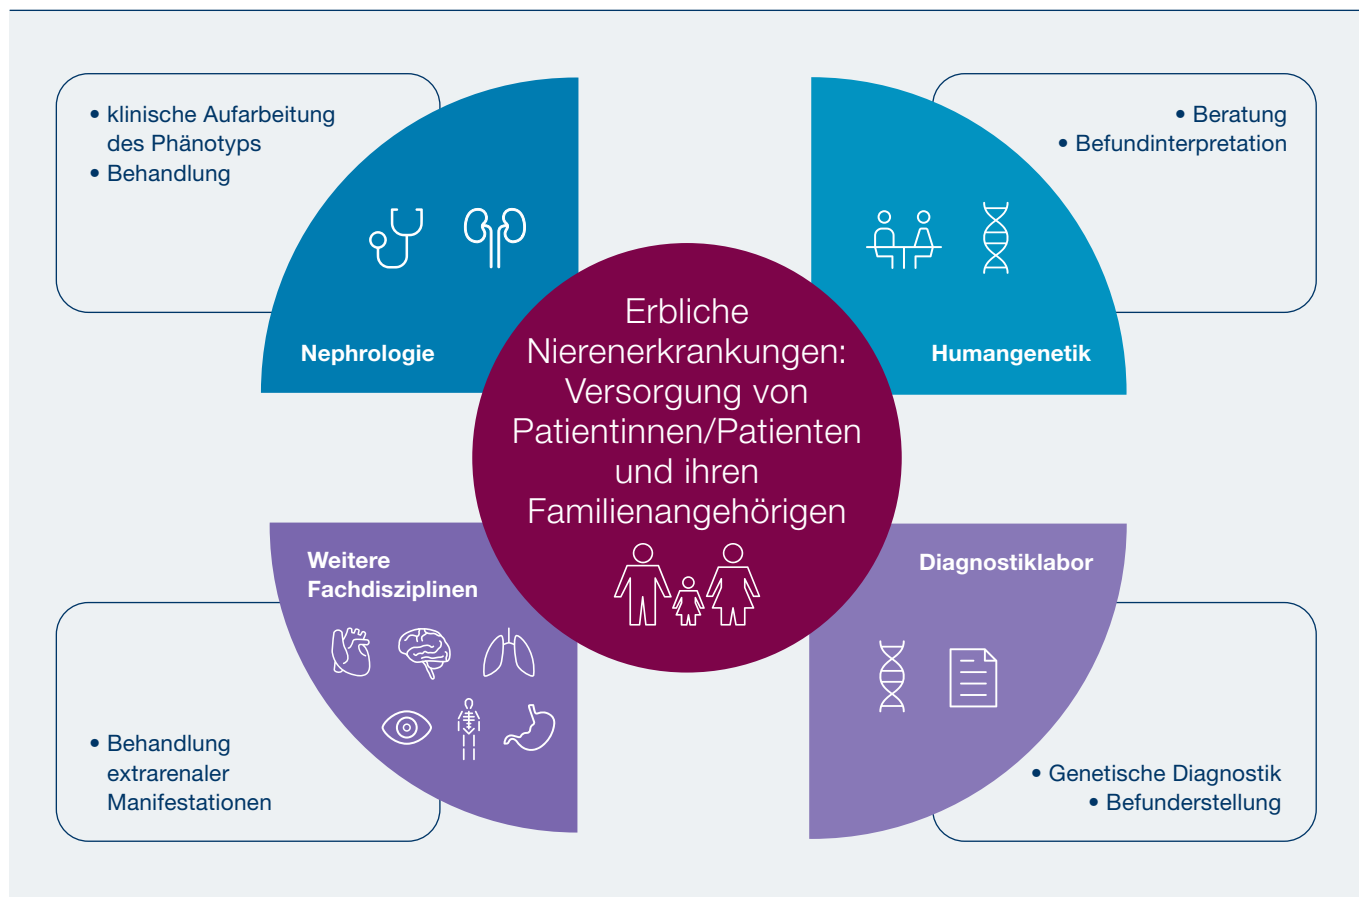 • klinische Aufarbeitung
des Phänotyps
• Behandlung
Nephrologie
• Beratung
• Befundinterpretation
Humangenetik
Erbliche
Nierenerkrankungen:
Versorgung von
Patientinnen/Patienten
und ihren
Familienangehörigen
Weitere
Fachdisziplinen
• Behandlung
extrarenaler
Manifestationen
Diagnostiklabor
• Genetische Diagnostik
• Befunderstellung